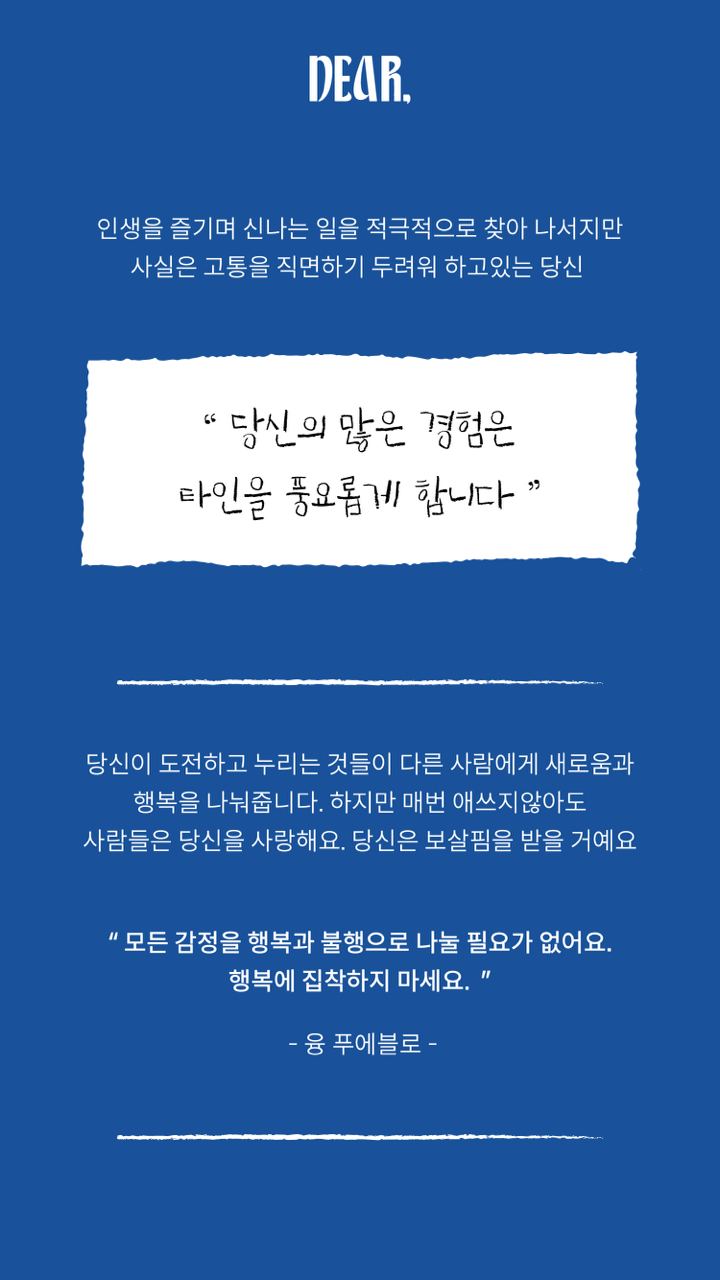 DEAR,
인생을 즐기며 신나는 일을 적극적으로 찾아 나서지만
사실은 고통을 직면하기 두려워 하고있는 당신
“ 당신의 많은 경험은
타인을 풍요롭게 합니다 ”
당신이 도전하고 누리는 것들이 다른 사람에게 새로움과
행복을 나눠줍니다. 하지만 매번 애쓰지않아도
사람들은 당신을 사랑해요. 당신은 보살핌을 받을 거예요
“ 모든 감정을 행복과 불행으로 나눌 필요가 없어요.
행복에 집착하지 마세요. ”
- 융 푸에블로 -